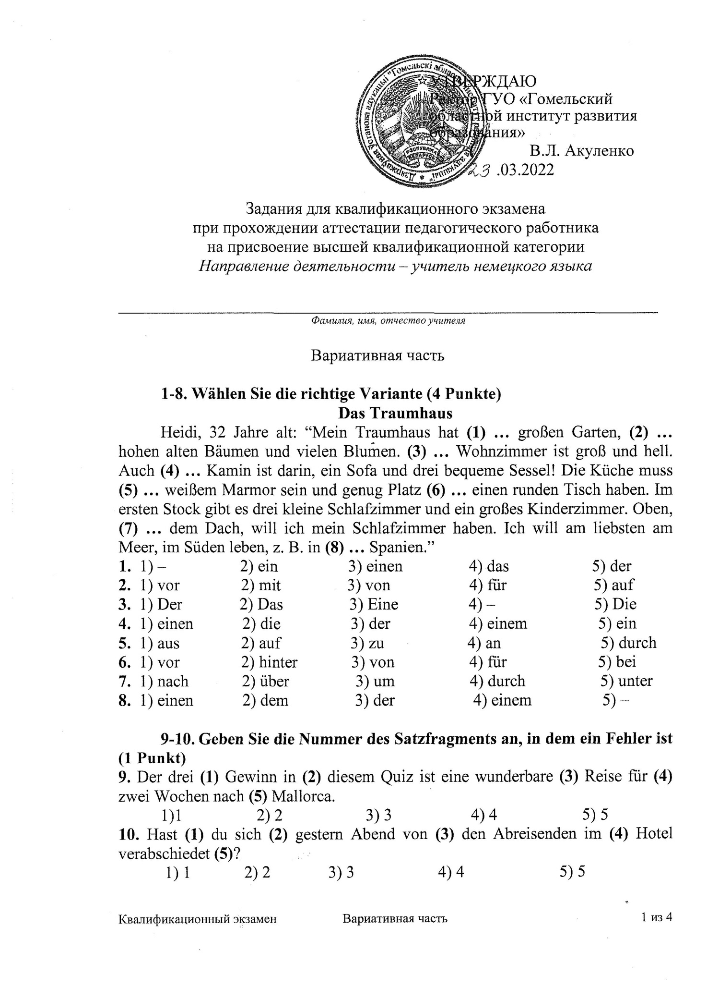 УТВЕРЖДАЮ
Ректор ГУО «Гомельский
областной институт развития
образования»
В.Л. Акуленко
23 .03.2022
Дзяржаўная ўстанова адукацыі "Гомельскі абласны інстытут развіцця адукацыі"
РЭСПУБЛІКА
БЕЛАРУСЬ
Задания для квалификационного экзамена
при прохождении аттестации педагогического работника
на присвоение высшей квалификационной категории
Направление деятельности – учитель немецкого языка
Фамилия, имя, отчество учителя
Вариативная часть
1-8. Wählen Sie die richtige Variante (4 Punkte)
Das Traumhaus
Heidi, 32 Jahre alt: “Mein Traumhaus hat (1) ... großen Garten, (2) ...
hohen alten Bäumen und vielen Blumen. (3) ... Wohnzimmer ist groß und hell.
Auch (4) ... Kamin ist darin, ein Sofa und drei bequeme Sessel! Die Küche muss
(5) ... weißem Marmor sein und genug Platz (6) ... einen runden Tisch haben. Im
ersten Stock gibt es drei kleine Schlafzimmer und ein großes Kinderzimmer. Oben,
(7) ... dem Dach, will ich mein Schlafzimmer haben. Ich will am liebsten am
Meer, im Süden leben, z. B. in (8) ... Spanien.”
1. 1) – 2) ein 3) einen 4) das 5) der
2. 1) vor 2) mit 3) von 4) für 5) auf
3. 1) Der 2) Das 3) Eine 4) – 5) Die
4. 1) einen 2) die 3) der 4) einem 5) ein
5. 1) aus 2) auf 3) zu 4) an 5) durch
6. 1) vor 2) hinter 3) von 4) für 5) bei
7. 1) nach 2) über 3) um 4) durch 5) unter
8. 1) einen 2) dem 3) der 4) einem 5) –
9-10. Geben Sie die Nummer des Satzfragments an, in dem ein Fehler ist
(1 Punkt)
9. Der drei (1) Gewinn in (2) diesem Quiz ist eine wunderbare (3) Reise für (4)
zwei Wochen nach (5) Mallorca.
1)1 2) 2 3) 3 4) 4 5) 5
10. Hast (1) du sich (2) gestern Abend von (3) den Abreisenden im (4) Hotel
verabschiedet (5)?
1) 1 2) 2 3) 3 4) 4 5) 5
Квалификационный экзамен Вариативная часть 1 из 4